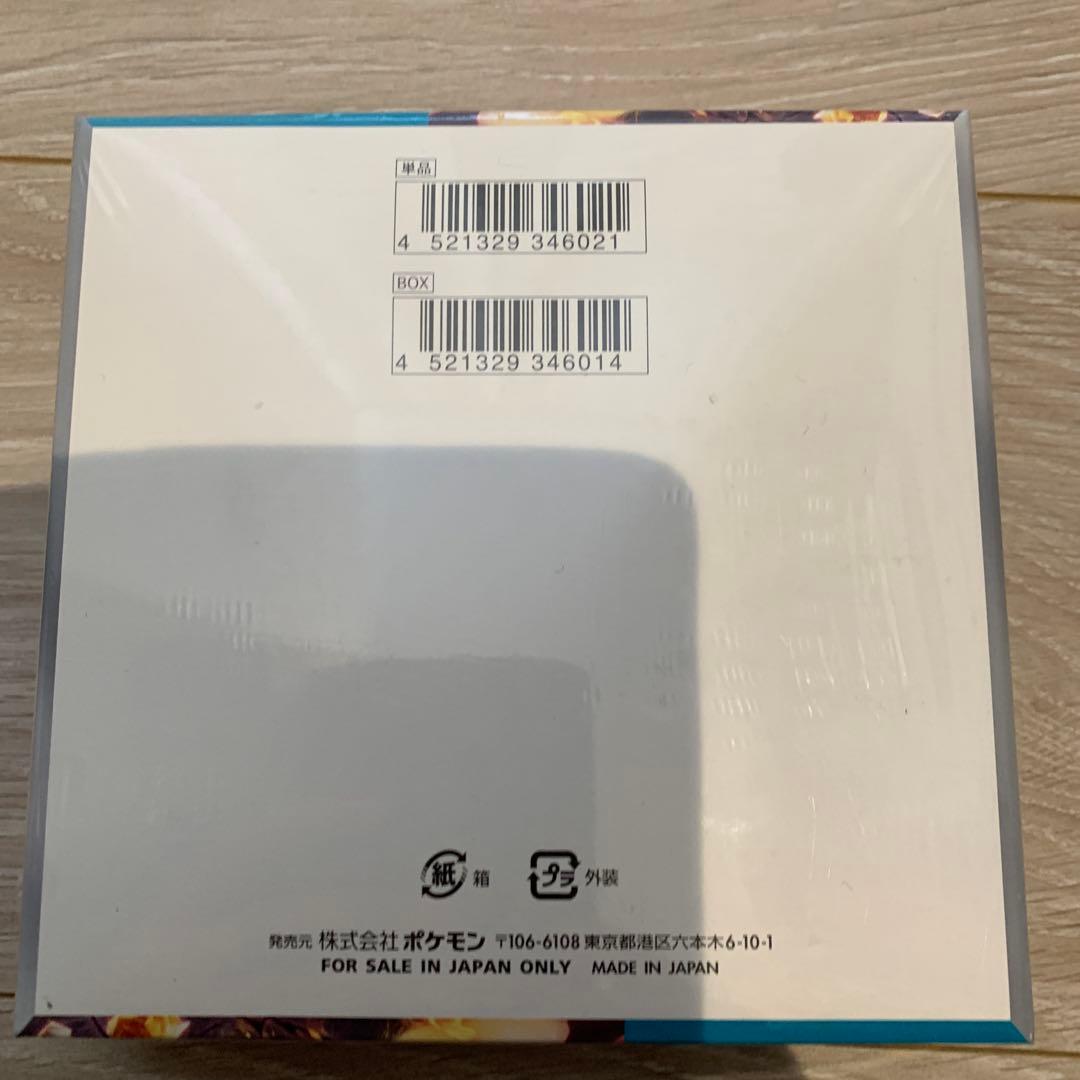 単品
4 521329 346021
BOX
4 521329 346014
紙 箱 プラ 外装
発売元 株式会社 ポケモン 〒106-6108 東京都港区六本木6-10-1
FOR SALE IN JAPAN ONLY MADE IN JAPAN